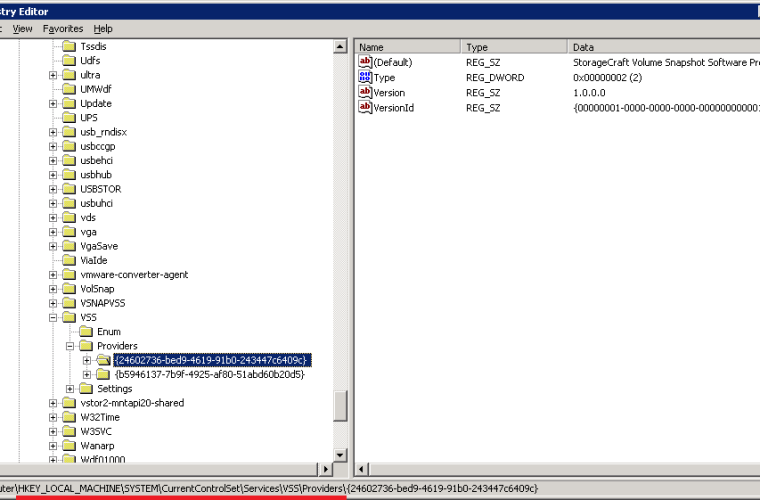 stry Editor
View Favorites Help
Tssdis
Udfs
ultra
UMWdf
Update
UPS
usb_rndisx
usbccgp
usbehci
usbhub
USBSTOR
usbuhci
vds
vga
VgaSave
ViaIde
vmware-converter-agent
VolSnap
VSNAPVSS
VSS
Enum
Providers
{24602736-bed9-4619-91b0-243447c6409c}
{b5946137-7b9f-4925-af80-51abd60b20d5}
Settings
vstor2-mntapi20-shared
W32Time
W3SVC
Wanarp
Wdf01000
Name Type Data
(Default) REG_SZ StorageCraft Volume Snapshot Software Pro
Type REG_DWORD 0x00000002 (2)
Version REG_SZ 1.0.0.0
VersionId REG_SZ {00000001-0000-0000-0000-000000000001
uter\HKEY_LOCAL_MACHINE\SYSTEM\CurrentControlSet\Services\VSS\Providers\{24602736-bed9-4619-91b0-243447c6409c}